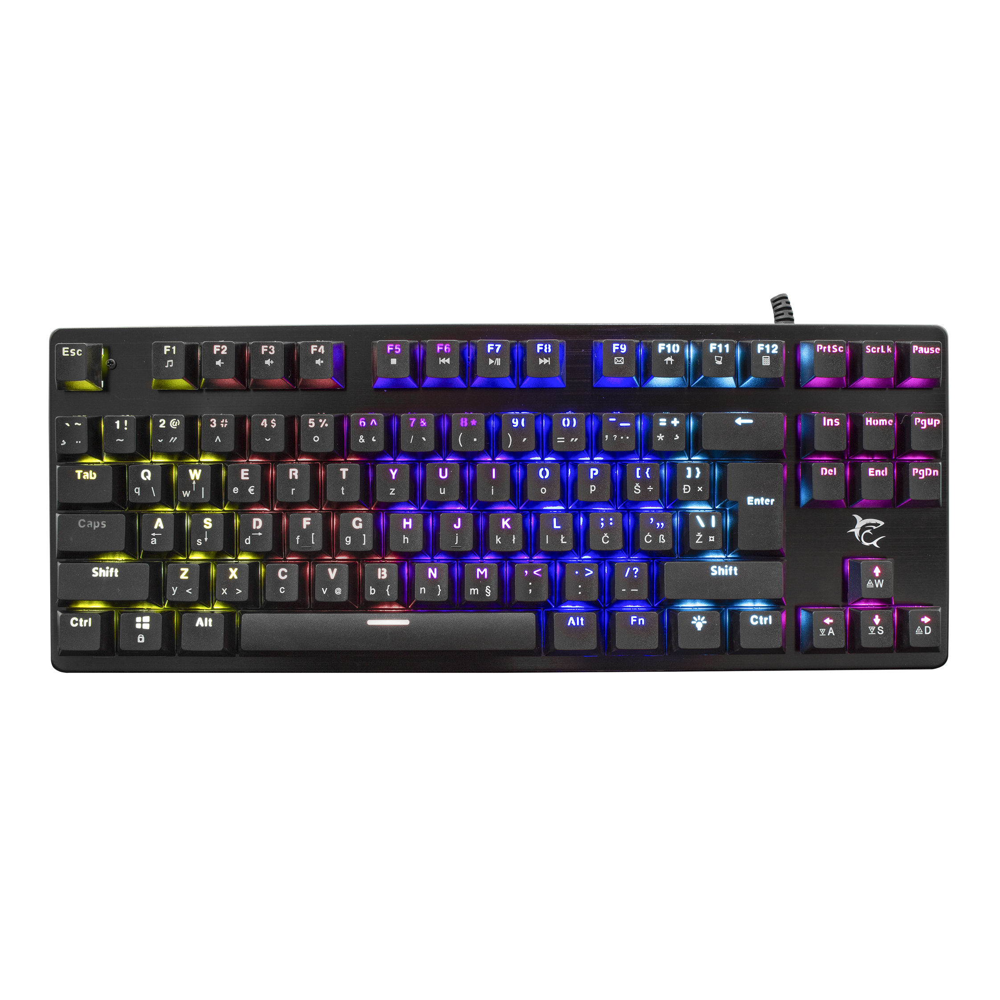 Esc F1 F2 F3 F4 F5 F6 F7 F8 F9 F10 F11 F12 PrtSc ScrLk Pause
` ~ 1 ! 2 @ 3 # 4 $ 5 % 6 ^ 7 & 8 * 9 ( 0 ) - _ = + ← Ins Home PgUp
¸ ¨ ~ ˇ " ^ ˘ ° & ˛ / ` ( ˙ ) ´ = ˝ ' ? ¨ * ¸
Tab Q W E R T Y U I O P [ { ] } Del End PgDn
q \ w ↑ | e € r t z u i o p Š ÷ Đ ×
Enter
Caps A S D F G H J K L ; : ' „ \ |
← a s ↓ d → f [ g ] h j k ł l Ł Č Ć ß Ž ¤
Shift Z X C V B N M , < . > / ? Shift ↑
y < x > c v @ b { n } m § ; : - _ W
Ctrl Alt Alt Fn Ctrl ← ↓ →
A S D